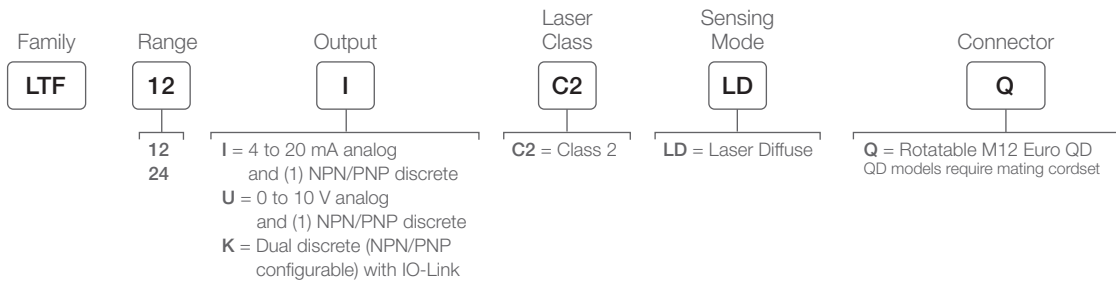 Family
Range
Output
Laser
Class
Sensing
Mode
Connector
LTF
12
I
C2
LD
Q
12
24
I = 4 to 20 mA analog
and (1) NPN/PNP discrete
U = 0 to 10 V analog
and (1) NPN/PNP discrete
K = Dual discrete (NPN/PNP
configurable) with IO-Link
C2 = Class 2
LD = Laser Diffuse
Q = Rotatable M12 Euro QD
QD models require mating cordset